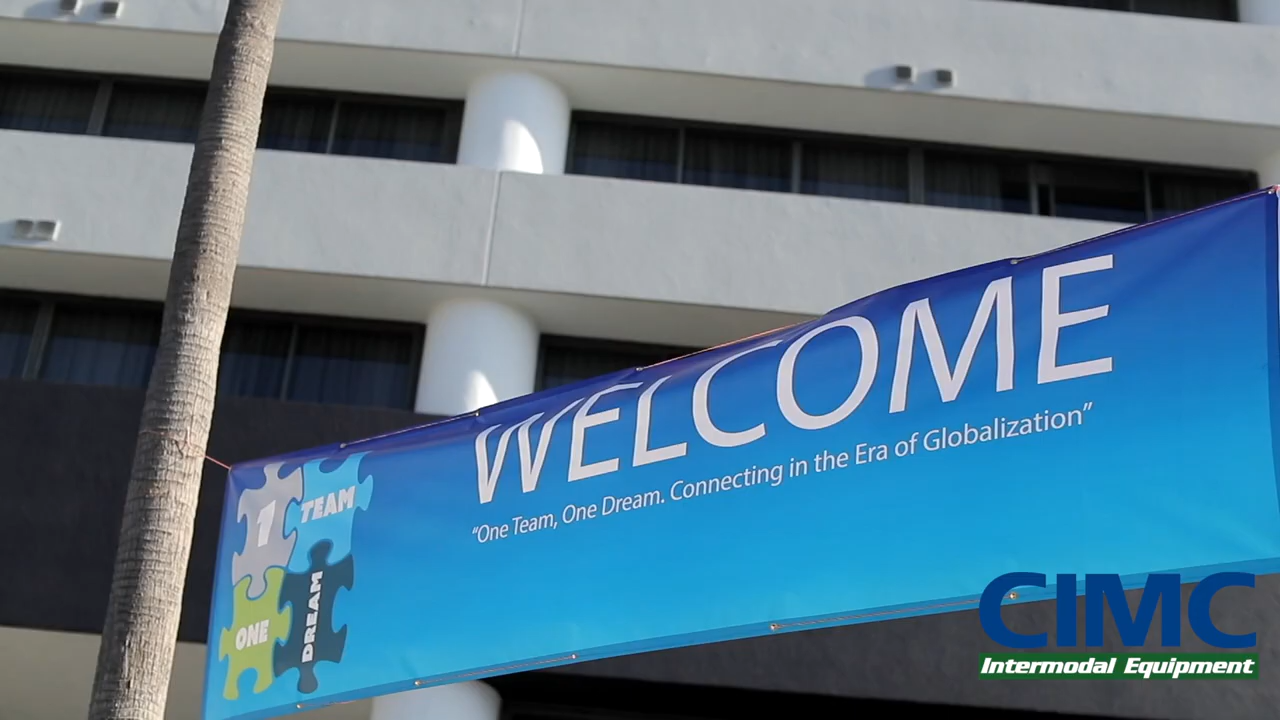 WELCOME
“One Team, One Dream. Connecting in the Era of Globalization”
1
TEAM
ONE
DREAM
CIMC
Intermodal Equipment